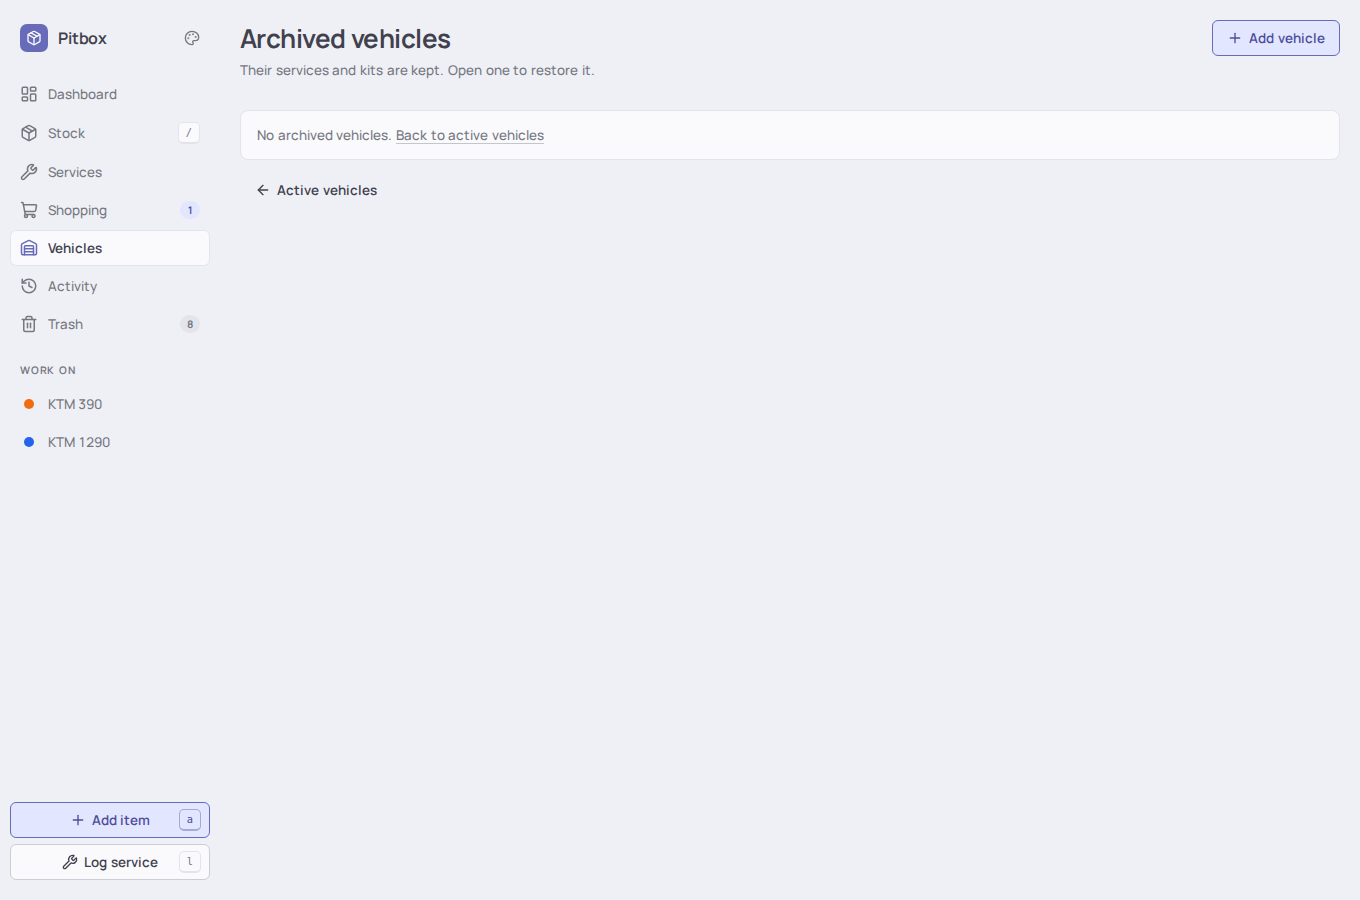 Pitbox
Dashboard
Stock /
Services
Shopping 1
Vehicles
Activity
Trash 8
WORK ON
KTM 390
KTM 1290
Add item a
Log service l
Archived vehicles
Their services and kits are kept. Open one to restore it.
Add vehicle
No archived vehicles. Back to active vehicles
Active vehicles